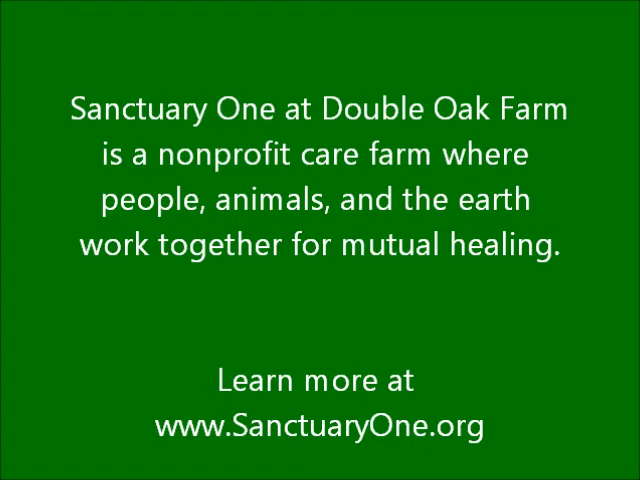 Sanctuary One at Double Oak Farm
is a nonprofit care farm where
people, animals, and the earth
work together for mutual healing.
Learn more at
www.SanctuaryOne.org